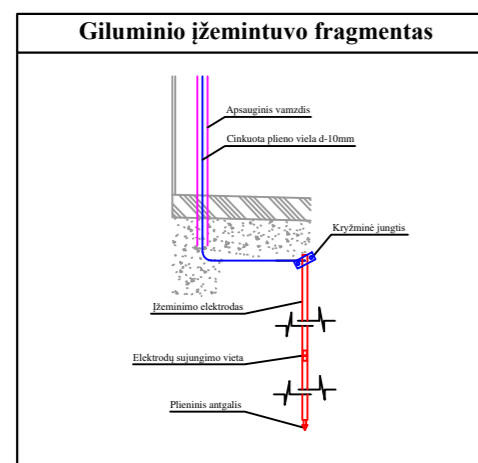 Giluminio įžemintuvo fragmentas
Apsauginis vamzdis
Cinkuota plieno viela d-10mm
Kryžminė jungtis
Įžeminimo elektrodas
Elektrodų sujungimo vieta
Plieninis antgalis